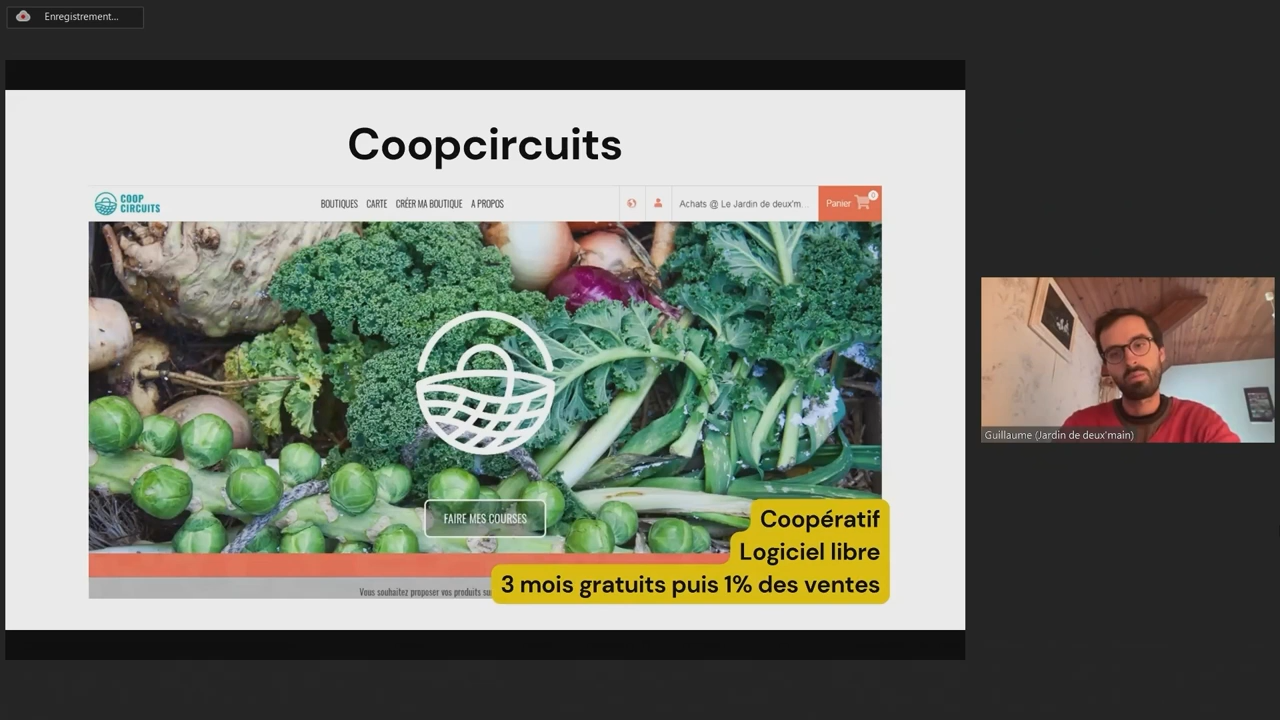 Enregistrement...
Coopcircuits
COOP
CIRCUITS
BOUTIQUES CARTE CRÉER MA BOUTIQUE A PROPOS
Achats @ Le Jardin de deux'm...
Panier 0
FAIRE MES COURSES
Coopératif
Logiciel libre
3 mois gratuits puis 1% des ventes
Vous souhaitez proposer vos produits su
Guillaume (Jardin de deux'main)